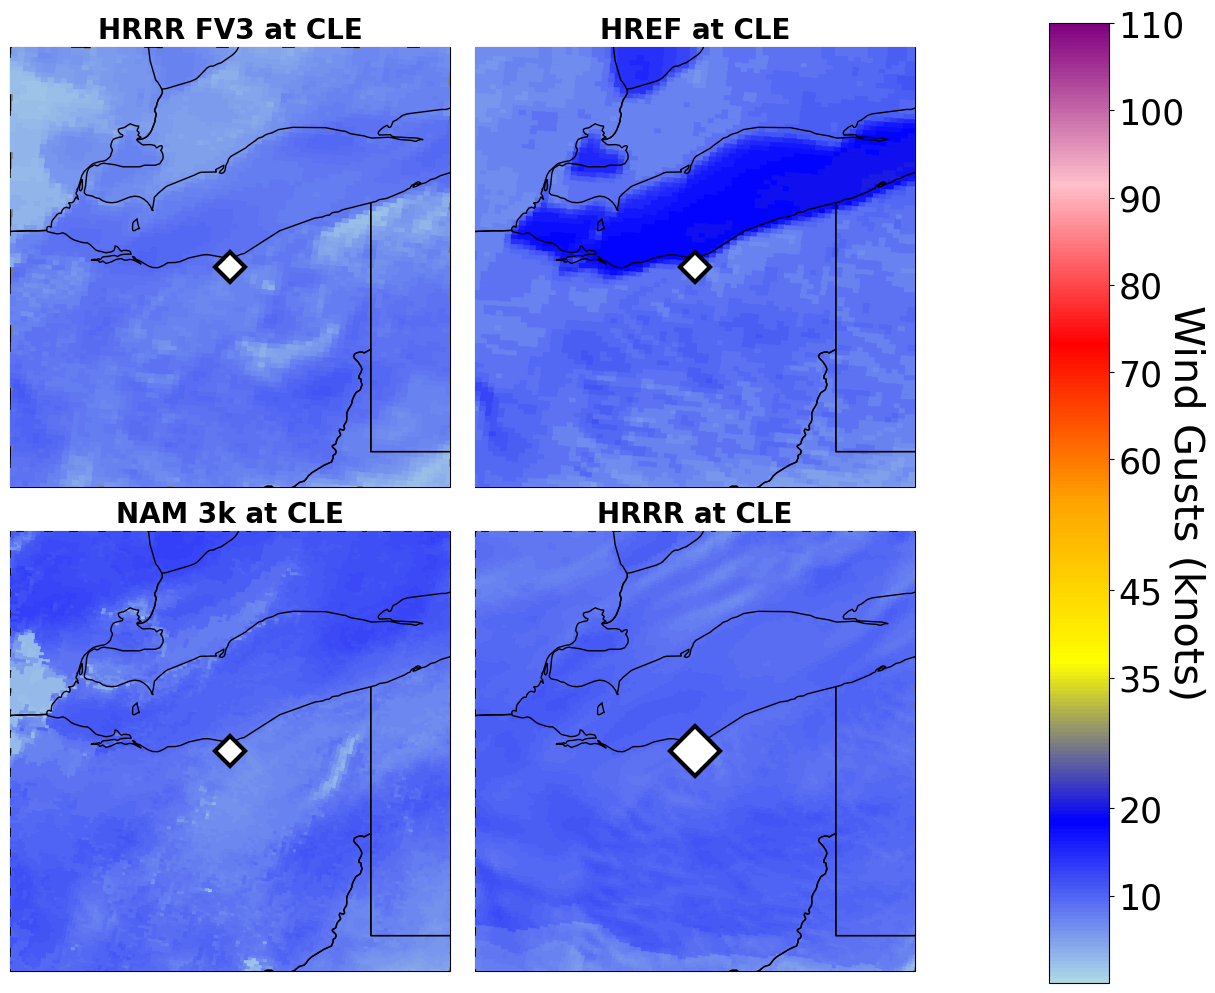 HRRR FV3 at CLE
HREF at CLE
NAM 3k at CLE
HRRR at CLE
110
100
90
80
70
60
45
35
20
10
Wind Gusts (knots)